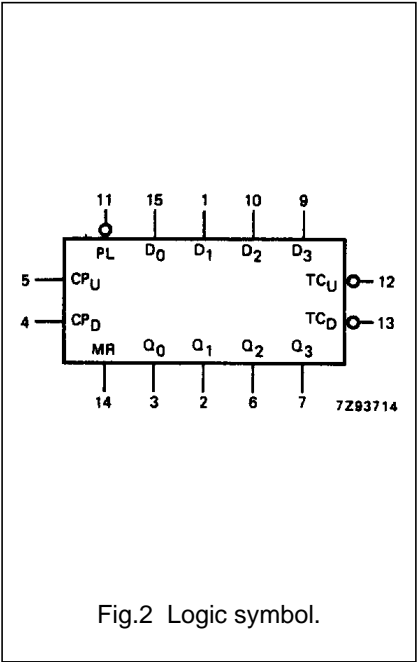 11 15 1 10 9
PL D0 D1 D2 D3
5 CPU TCU 12
4 CPD TCD 13
MR Q0 Q1 Q2 Q3
14 3 2 6 7 7Z93714
Fig.2 Logic symbol.